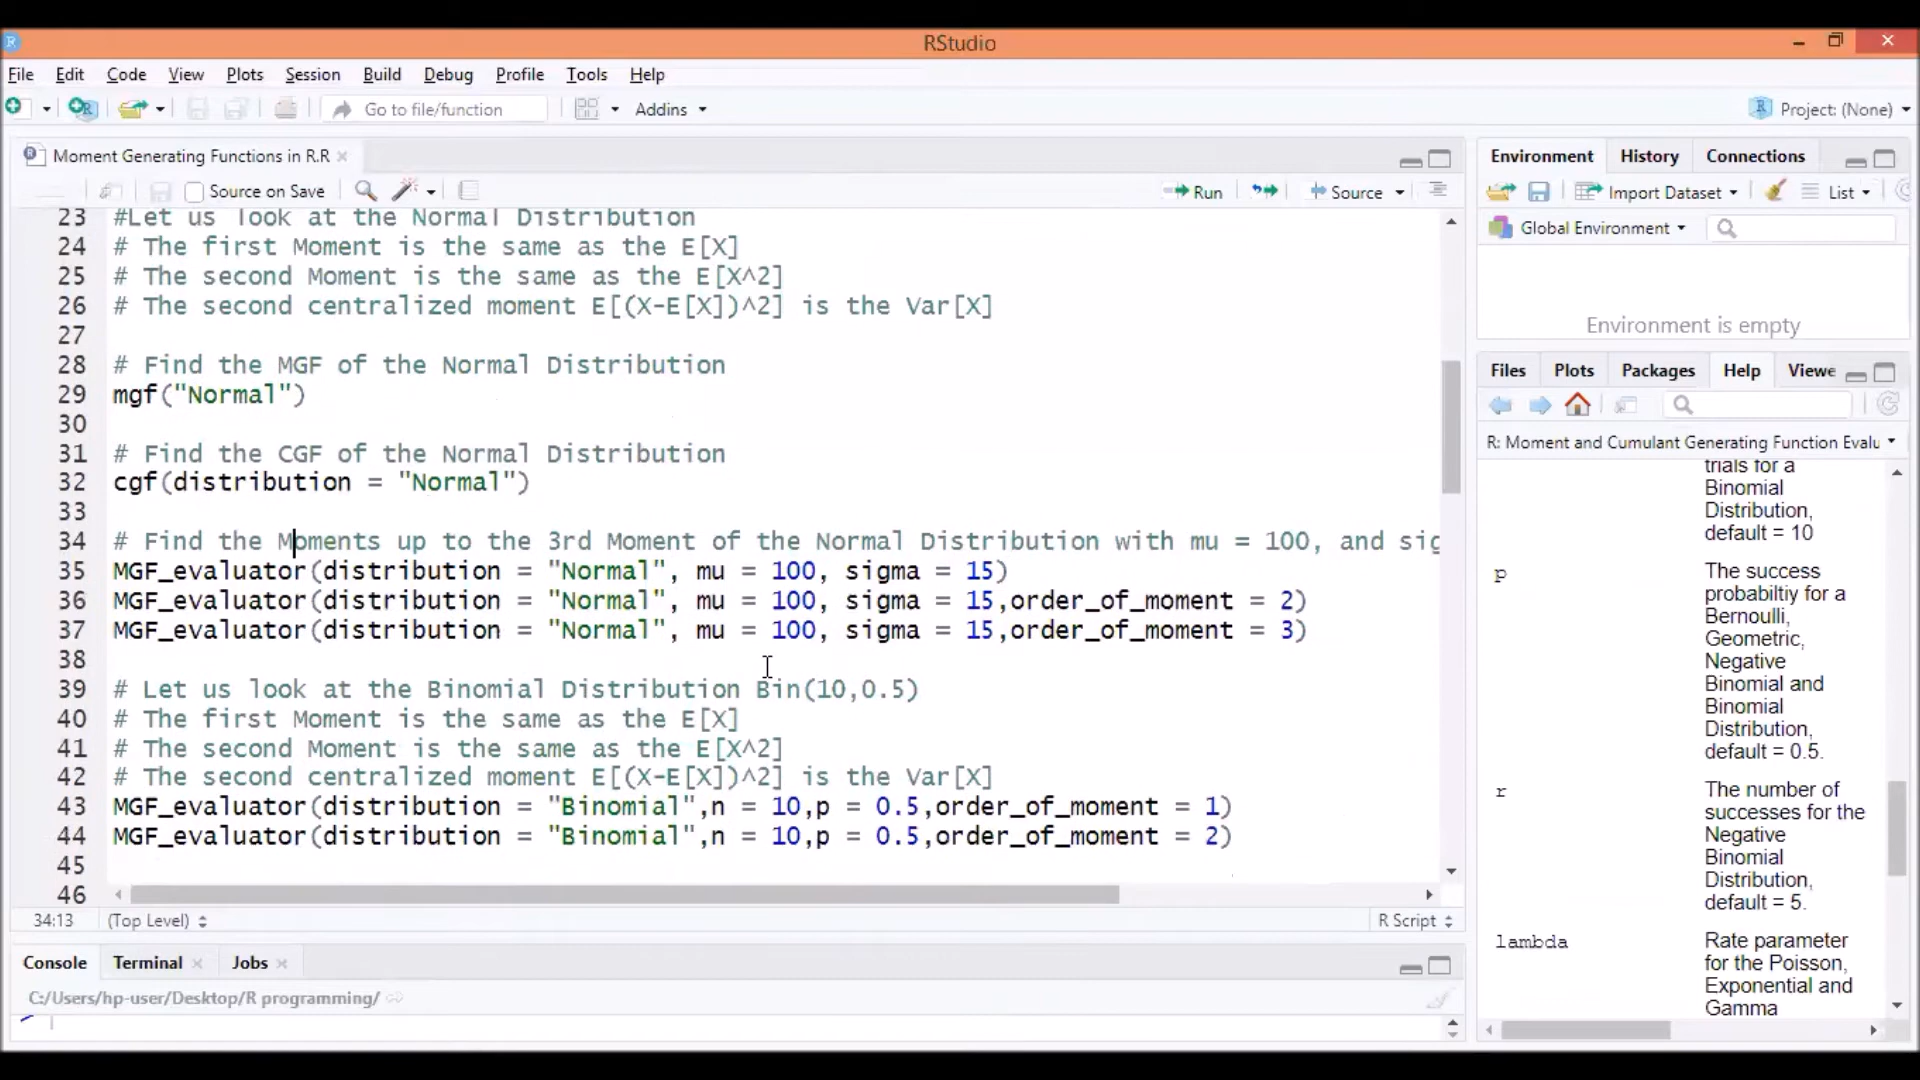 RStudio
File Edit Code View Plots Session Build Debug Profile Tools Help
Go to file/function Addins Project: (None)
Moment Generating Functions in R.R
Source on Save Run Source
23 #Let us look at the Normal Distribution
24 # The first Moment is the same as the E[X]
25 # The second Moment is the same as the E[X^2]
26 # The second centralized moment E[(X-E[X])^2] is the Var[X]
27
28 # Find the MGF of the Normal Distribution
29 mgf("Normal")
30
31 # Find the CGF of the Normal Distribution
32 cgf(distribution = "Normal")
33
34 # Find the Moments up to the 3rd Moment of the Normal Distribution with mu = 100, and sig
35 MGF_evaluator(distribution = "Normal", mu = 100, sigma = 15)
36 MGF_evaluator(distribution = "Normal", mu = 100, sigma = 15,order_of_moment = 2)
37 MGF_evaluator(distribution = "Normal", mu = 100, sigma = 15,order_of_moment = 3)
38
39 # Let us look at the Binomial Distribution Bin(10,0.5)
40 # The first Moment is the same as the E[X]
41 # The second Moment is the same as the E[X^2]
42 # The second centralized moment E[(X-E[X])^2] is the Var[X]
43 MGF_evaluator(distribution = "Binomial",n = 10,p = 0.5,order_of_moment = 1)
44 MGF_evaluator(distribution = "Binomial",n = 10,p = 0.5,order_of_moment = 2)
45
46
34:13 (Top Level) R Script
Console Terminal Jobs
C:/Users/hp-user/Desktop/R programming/
>
Environment History Connections
Import Dataset List
Global Environment
Environment is empty
Files Plots Packages Help Viewe
R: Moment and Cumulant Generating Function Evalu
trials for a
Binomial
Distribution,
default = 10
p The success
probabiltiy for a
Bernoulli,
Geometric,
Negative
Binomial and
Binomial
Distribution,
default = 0.5.
r The number of
successes for the
Negative
Binomial
Distribution,
default = 5.
lambda Rate parameter
for the Poisson,
Exponential and
Gamma